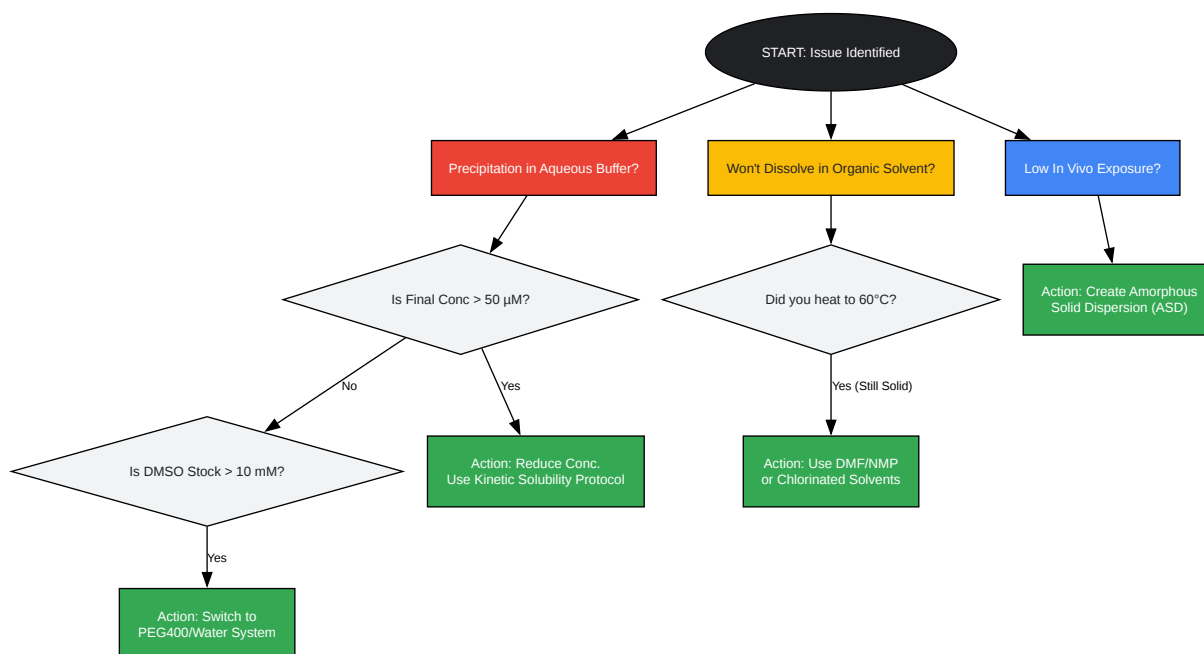 START: Issue Identified
Precipitation in Aqueous Buffer?
Won't Dissolve in Organic Solvent?
Low In Vivo Exposure?
Is Final Conc > 50 µM?
Did you heat to 60°C?
Action: Create Amorphous
Solid Dispersion (ASD)
No
Yes
Yes (Still Solid)
Is DMSO Stock > 10 mM?
Action: Reduce Conc.
Use Kinetic Solubility Protocol
Action: Use DMF/NMP
or Chlorinated Solvents
Yes
Action: Switch to
PEG400/Water System